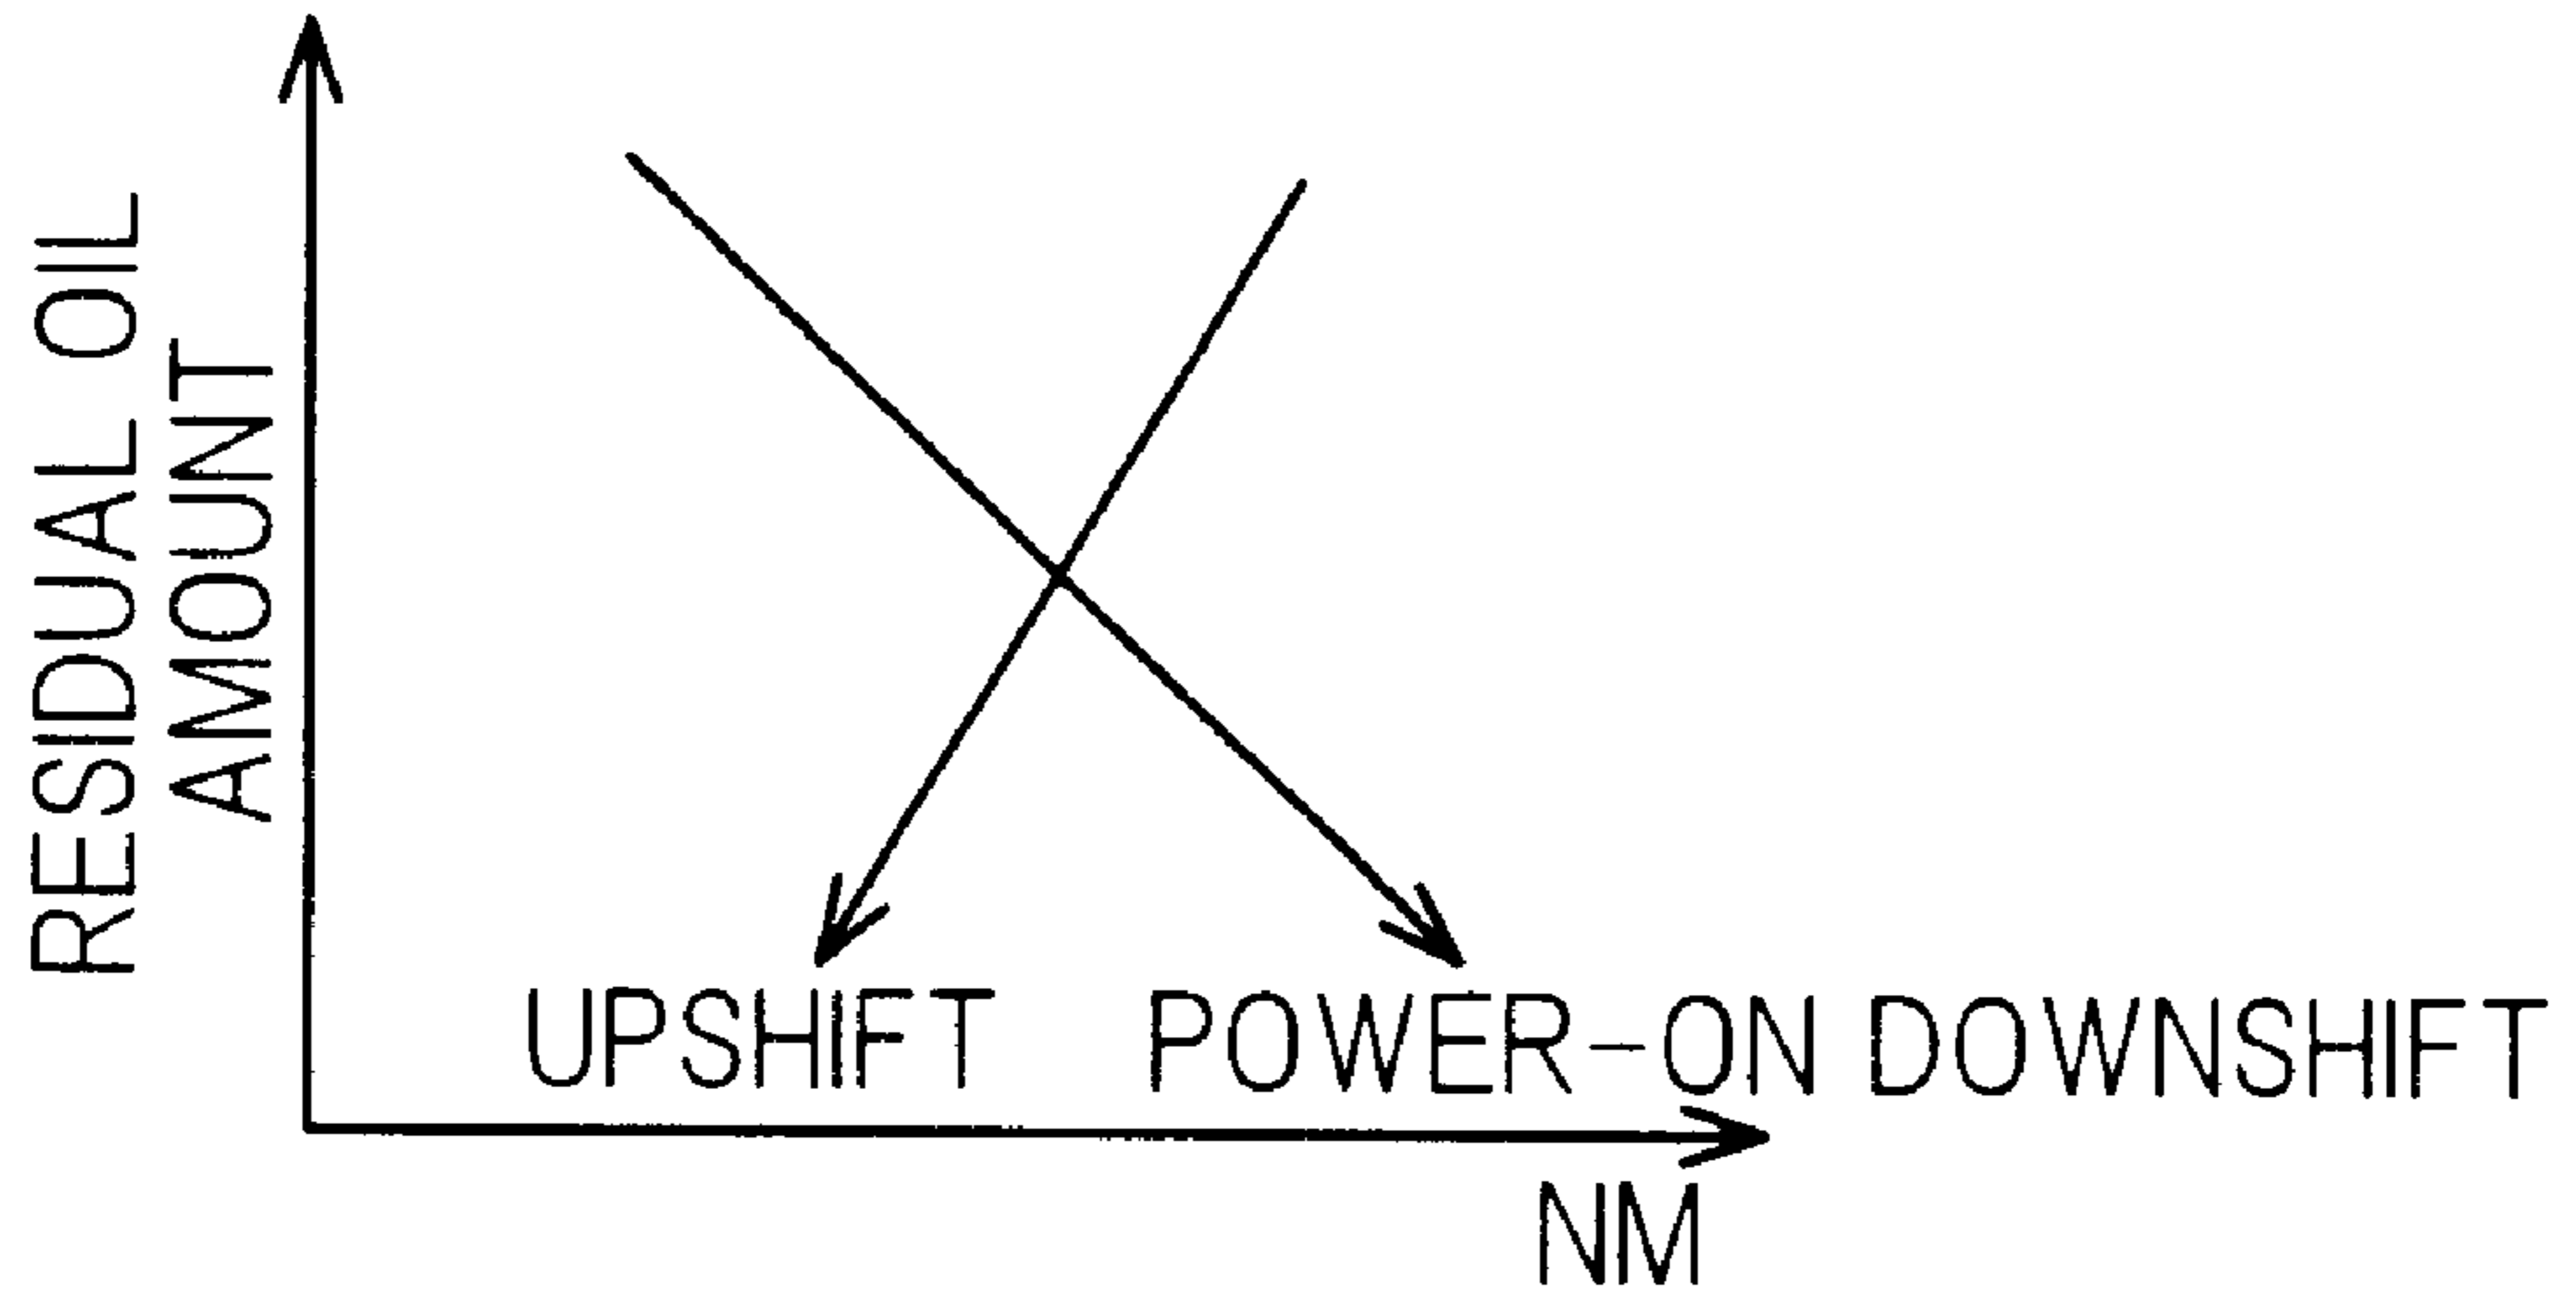 RESIDUAL OIL
AMOUNT
UPSHIFT
POWER-ON DOWNSHIFT
NM